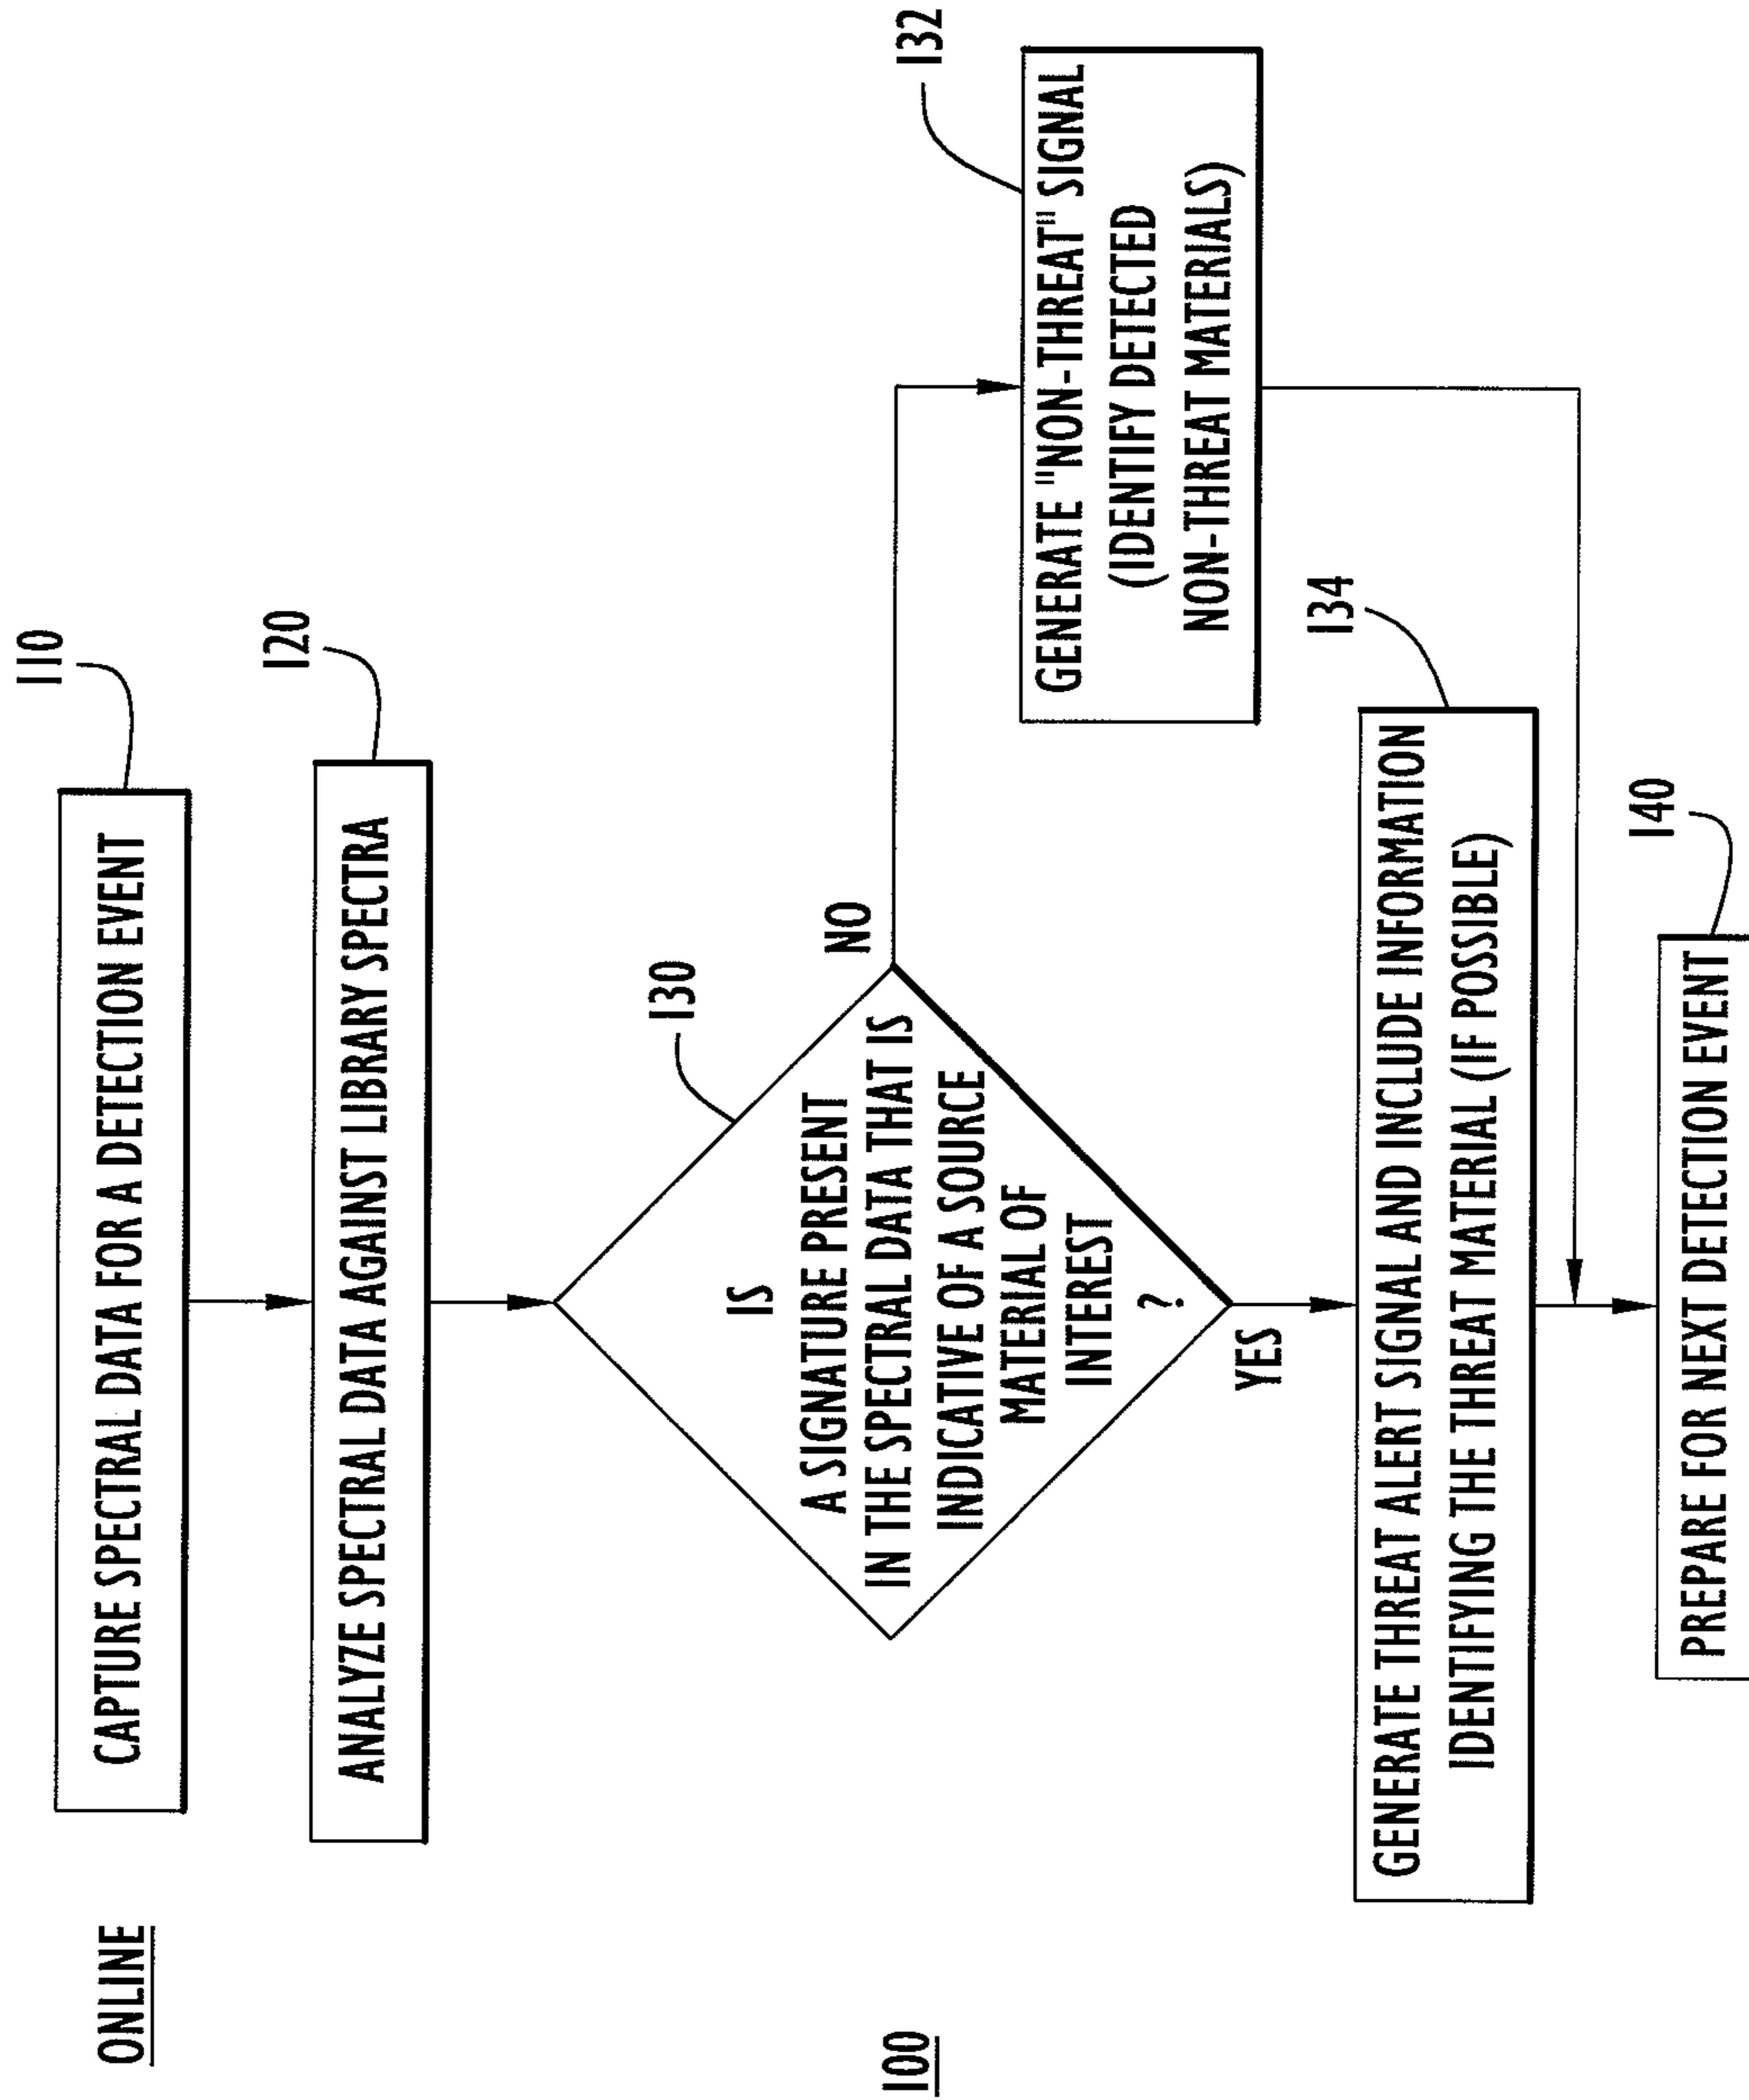 ONLINE
110
CAPTURE SPECTRAL DATA FOR A DETECTION EVENT
120
ANALYZE SPECTRAL DATA AGAINST LIBRARY SPECTRA
130
IS
A SIGNATURE PRESENT
IN THE SPECTRAL DATA THAT IS
INDICATIVE OF A SOURCE
MATERIAL OF
INTEREST
?
NO
YES
132
GENERATE "NON-THREAT" SIGNAL
(IDENTIFY DETECTED
NON-THREAT MATERIALS)
134
GENERATE THREAT ALERT SIGNAL AND INCLUDE INFORMATION
IDENTIFYING THE THREAT MATERIAL (IF POSSIBLE)
140
PREPARE FOR NEXT DETECTION EVENT
100